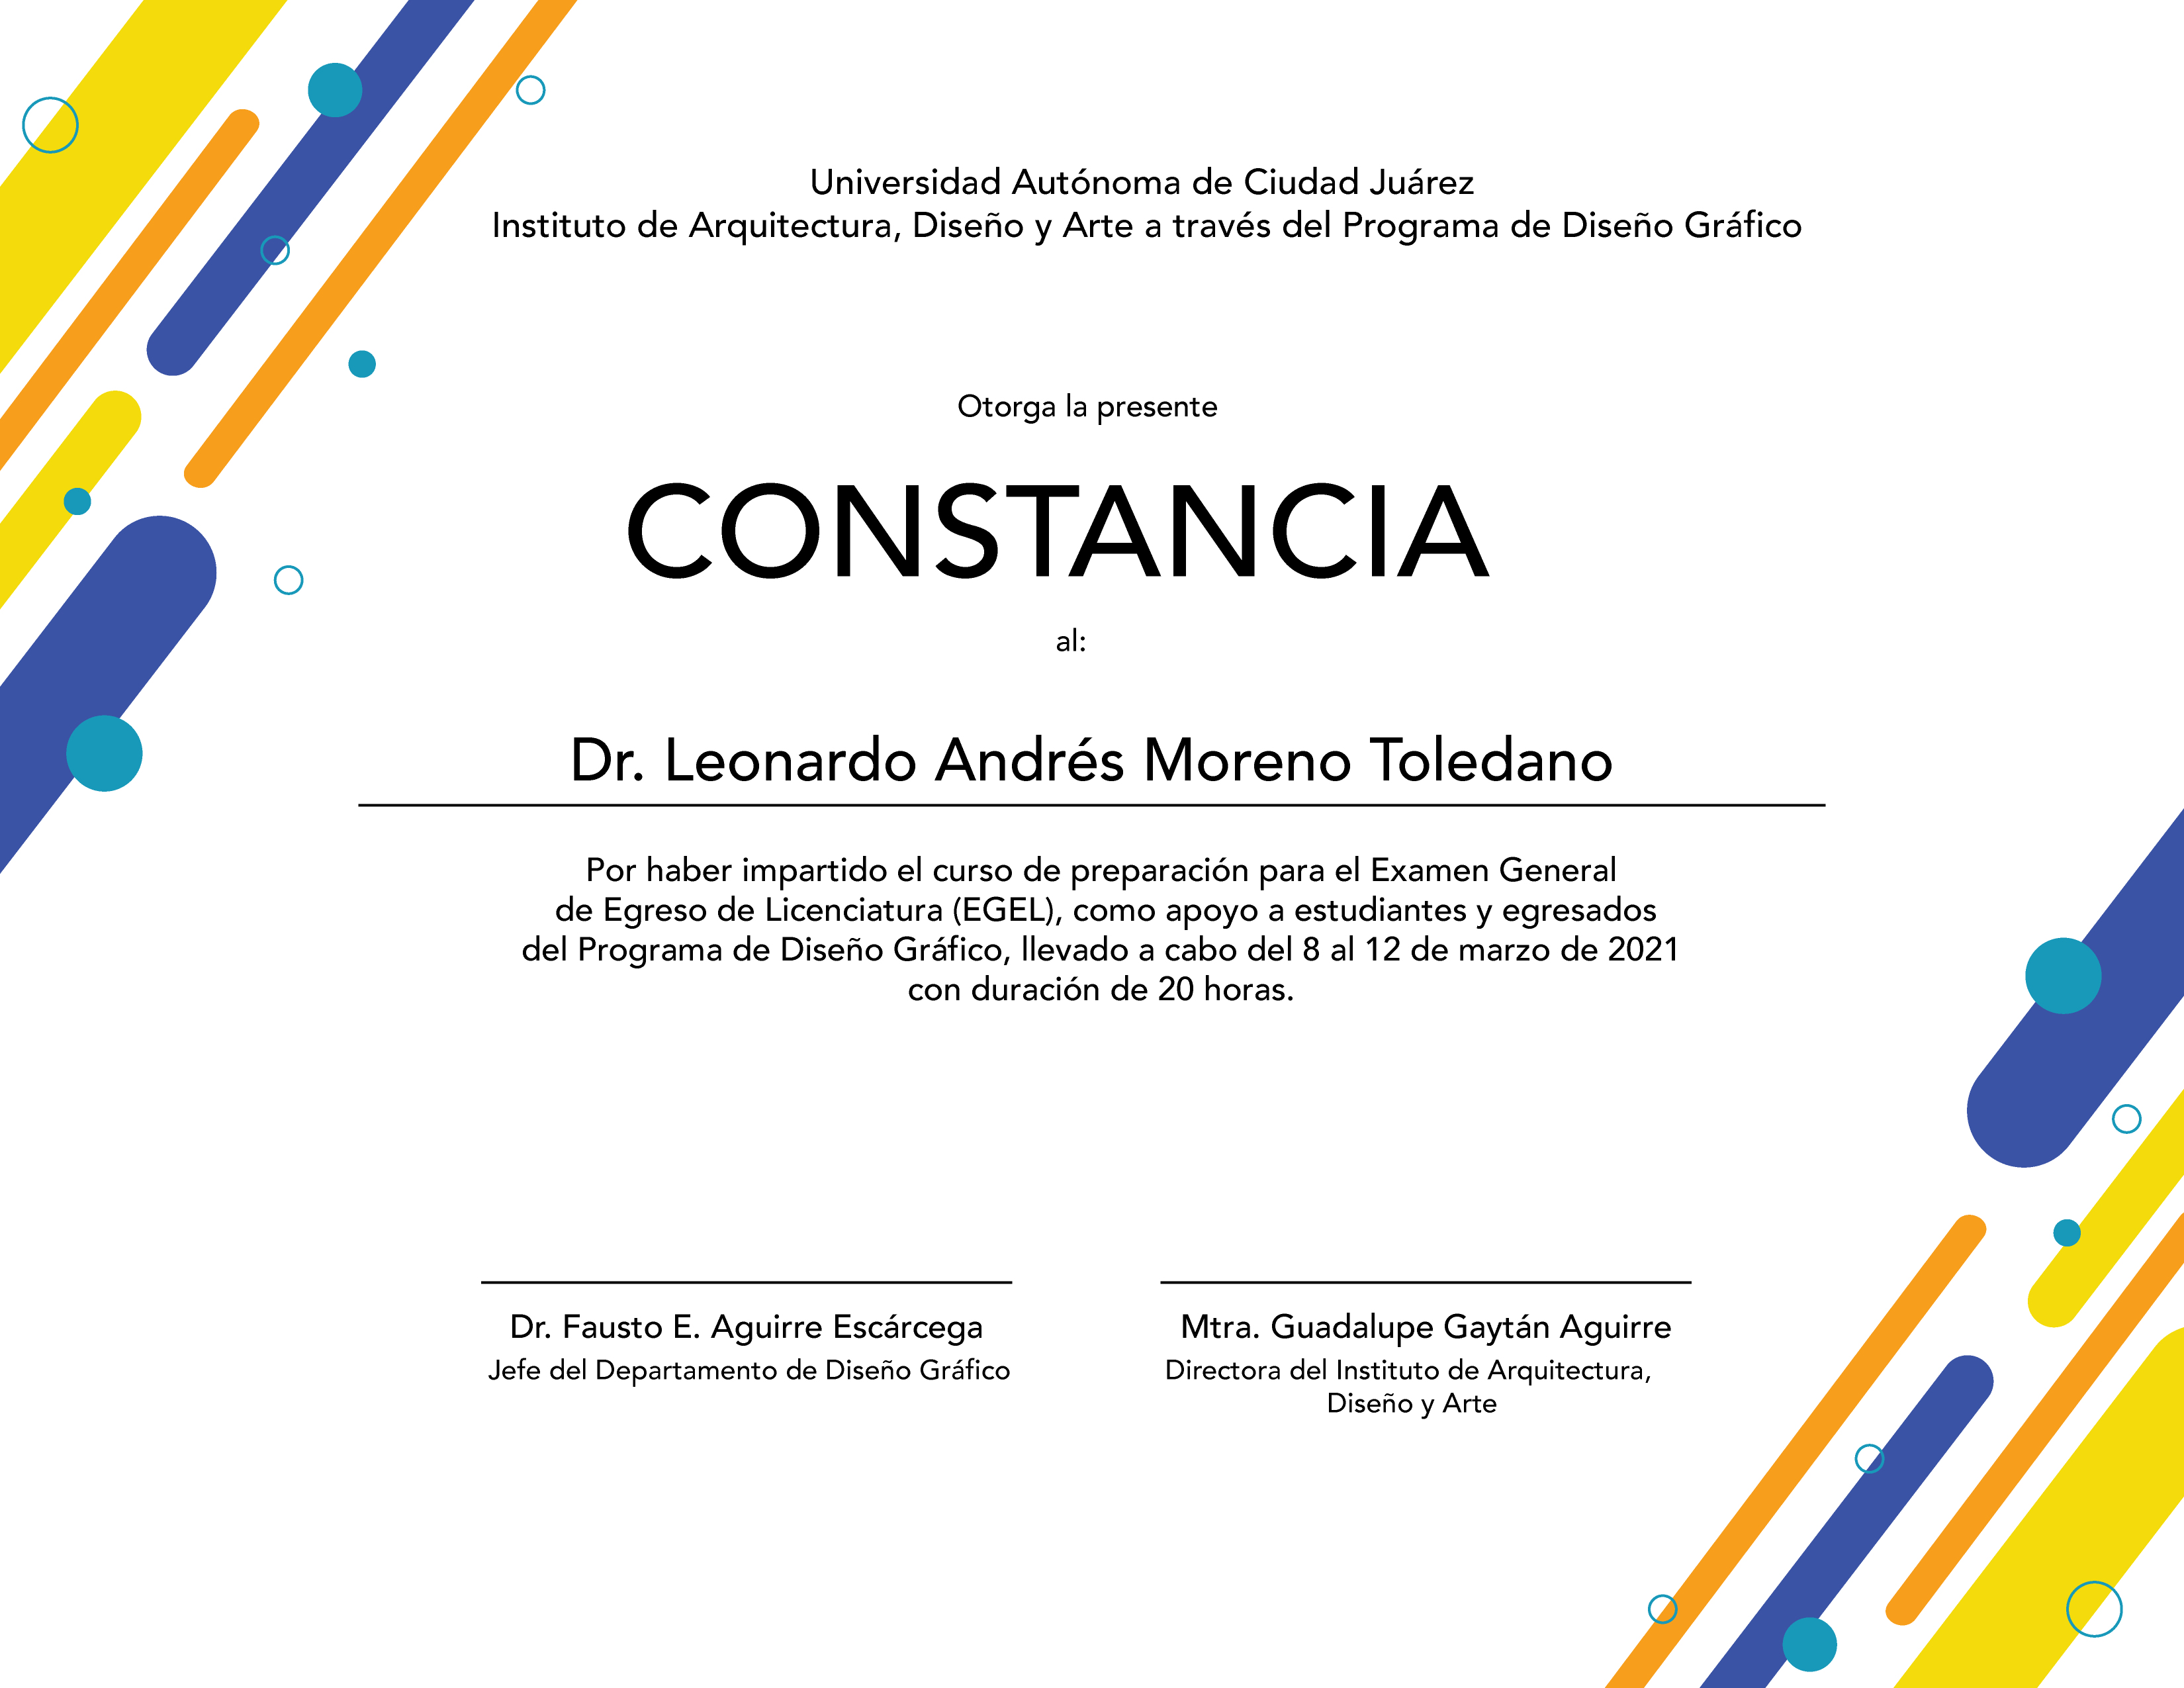 Universidad Autónoma de Ciudad Juárez
Instituto de Arquitectura, Diseño y Arte a través del Programa de Diseño Gráfico
Otorga la presente
CONSTANCIA
al:
Dr. Leonardo Andrés Moreno Toledano
Por haber impartido el curso de preparación para el Examen General
de Egreso de Licenciatura (EGEL), como apoyo a estudiantes y egresados
del Programa de Diseño Gráfico, llevado a cabo del 8 al 12 de marzo de 2021
con duración de 20 horas.
Dr. Fausto E. Aguirre Escárcega
Jefe del Departamento de Diseño Gráfico
Mtra. Guadalupe Gaytán Aguirre
Directora del Instituto de Arquitectura,
Diseño y Arte